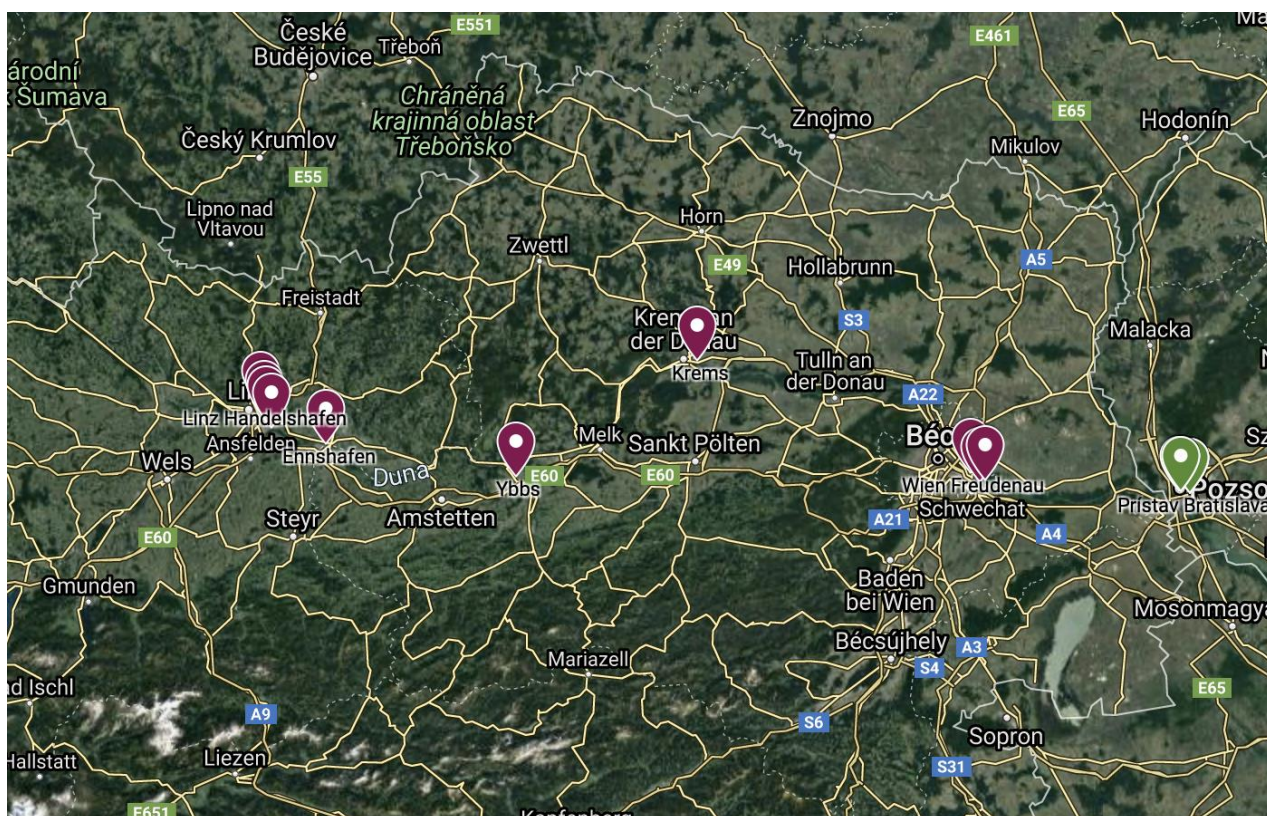 E551
České
Budějovice
Třeboň
E461
árodní
Šumava
Chráněná
krajinná oblast
Třeboňsko
E65
Znojmo
Hodonín
Český Krumlov
Mikulov
E55
Lipno nad
Vltavou
Horn
Zwettl
E49
Hollabrunn
A5
Freistadt
S3
Malacka
der Donau
Krems
Tulln an
der Donau
A22
Linz Handelshafen
Ansfelden
Ennshafen
Melk
Sankt Pölten
Wels
Duna
Ybbs
E60
E60
Wien Freudenau
Schwechat
Pristav Bratislava
Steyr
Amstetten
A21
A4
E60
Gmunden
Baden
bei Wien
Mosonmagya
Mariazell
Bécsújhely
A3
S4
ad Ischl
E65
A9
S6
Sopron
Hallstatt
Liezen
S31
E651